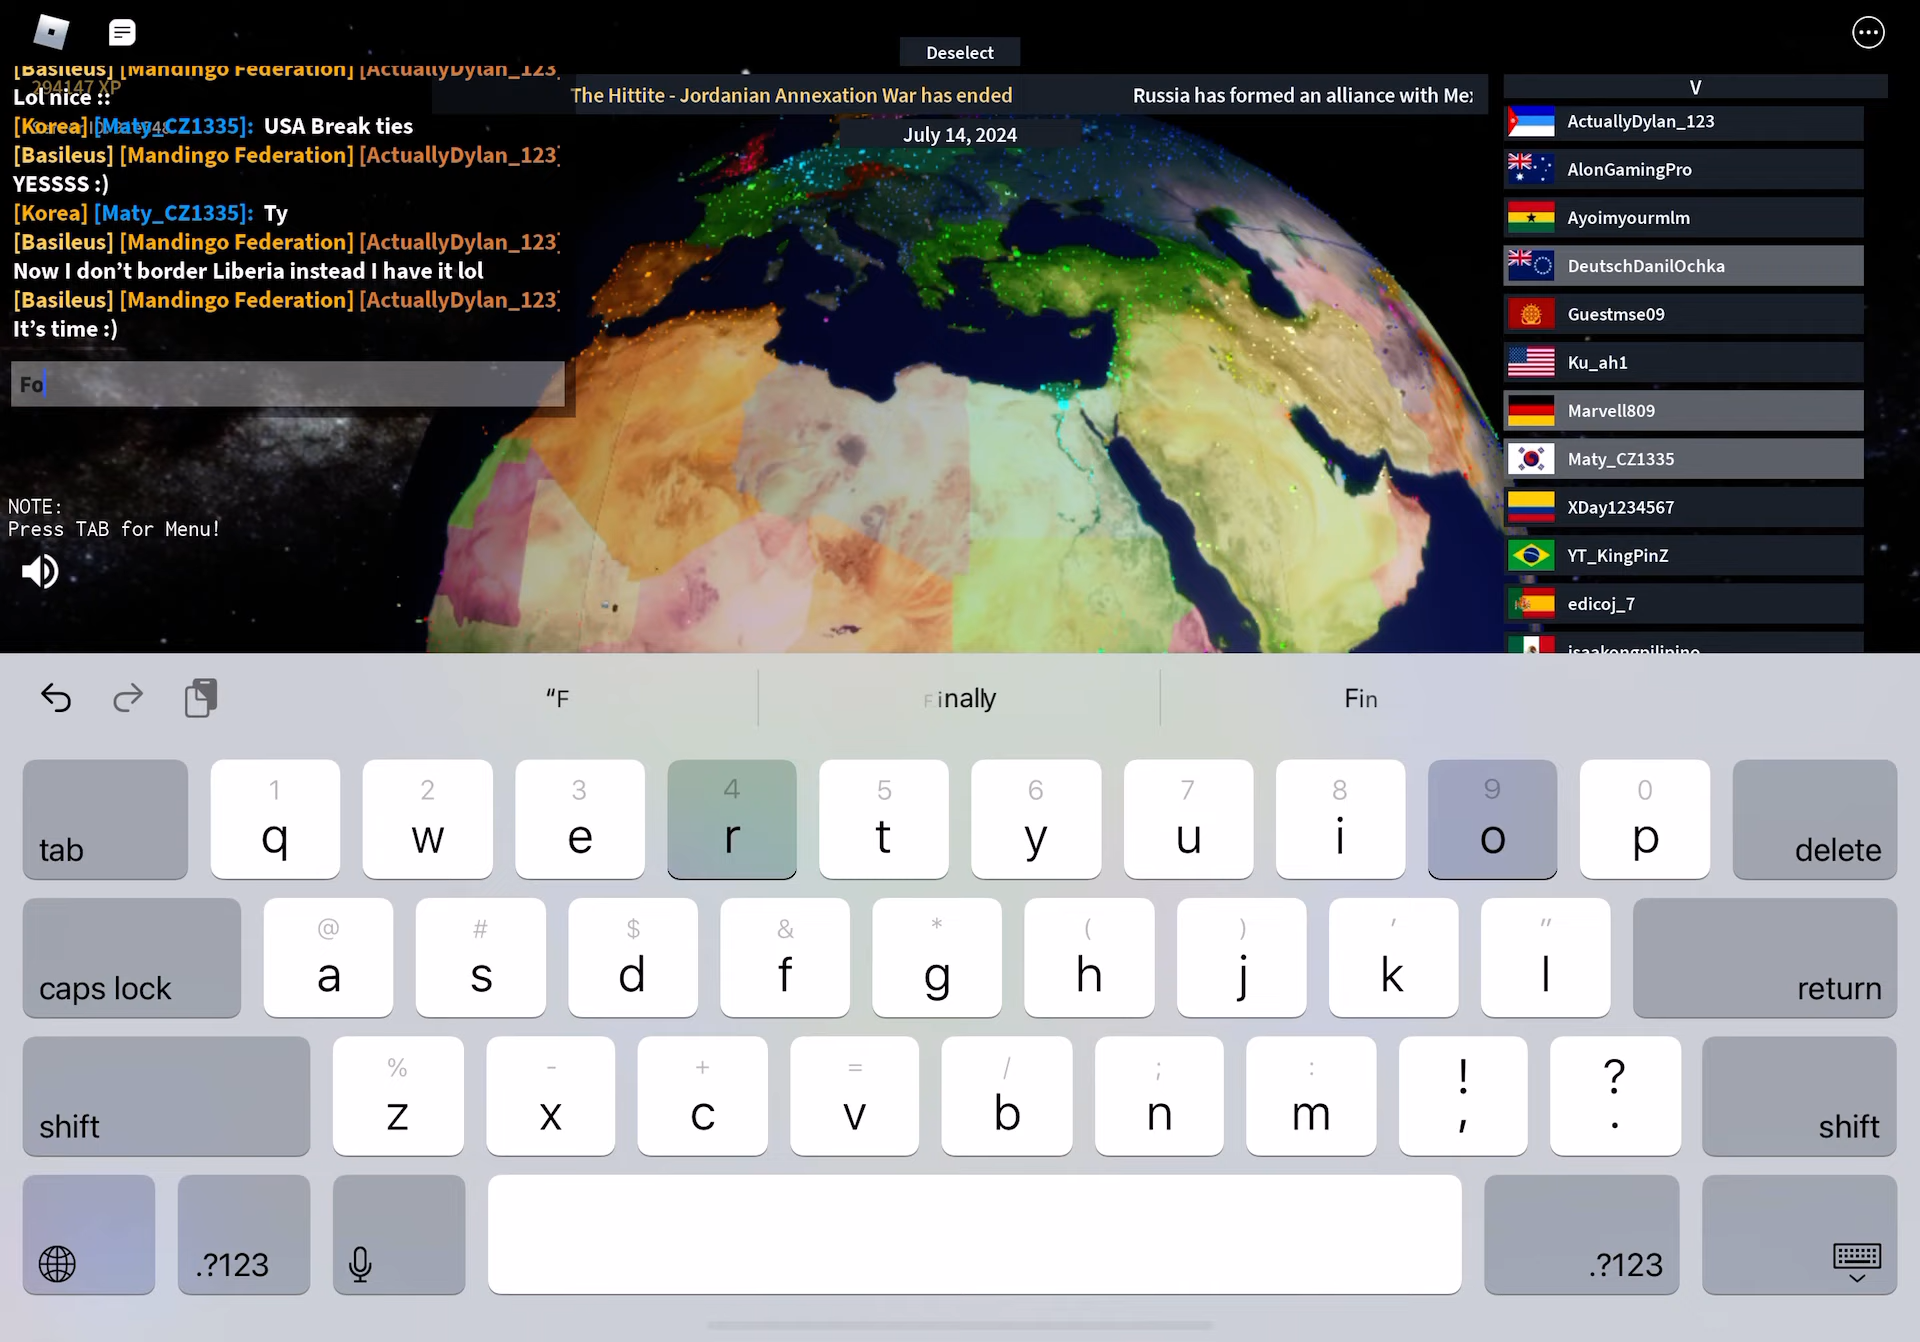 Deselect
[Basileus] [Mandingo Federation] [ActuallyDylan_123]
294147 XP
Lol nice ::
The Hittite - Jordanian Annexation War has ended
Russia has formed an alliance with Mex
V
[Korea] [Maty_CZ1335]: USA Break ties
July 14, 2024
[Basileus] [Mandingo Federation] [ActuallyDylan_123]
YESSSS :)
[Korea] [Maty_CZ1335]: Ty
[Basileus] [Mandingo Federation] [ActuallyDylan_123]
Now I don’t border Liberia instead I have it lol
[Basileus] [Mandingo Federation] [ActuallyDylan_123]
It’s time :)
Fo
NOTE:
Press TAB for Menu!
ActuallyDylan_123
AlonGamingPro
Ayoimyourmlm
DeutschDanilOchka
Guestmse09
Ku_ah1
Marvell809
Maty_CZ1335
XDay1234567
YT_KingPinZ
edicoj_7
isaakongpilipino
“F
Finally
Fin
1 2 3 4 5 6 7 8 9 0
tab q w e r t y u i o p delete
@ # $ & * ( ) ' "
caps lock a s d f g h j k l return
% - + = / ; : ! ?
shift z x c v b n m , . shift
.?123 .?123